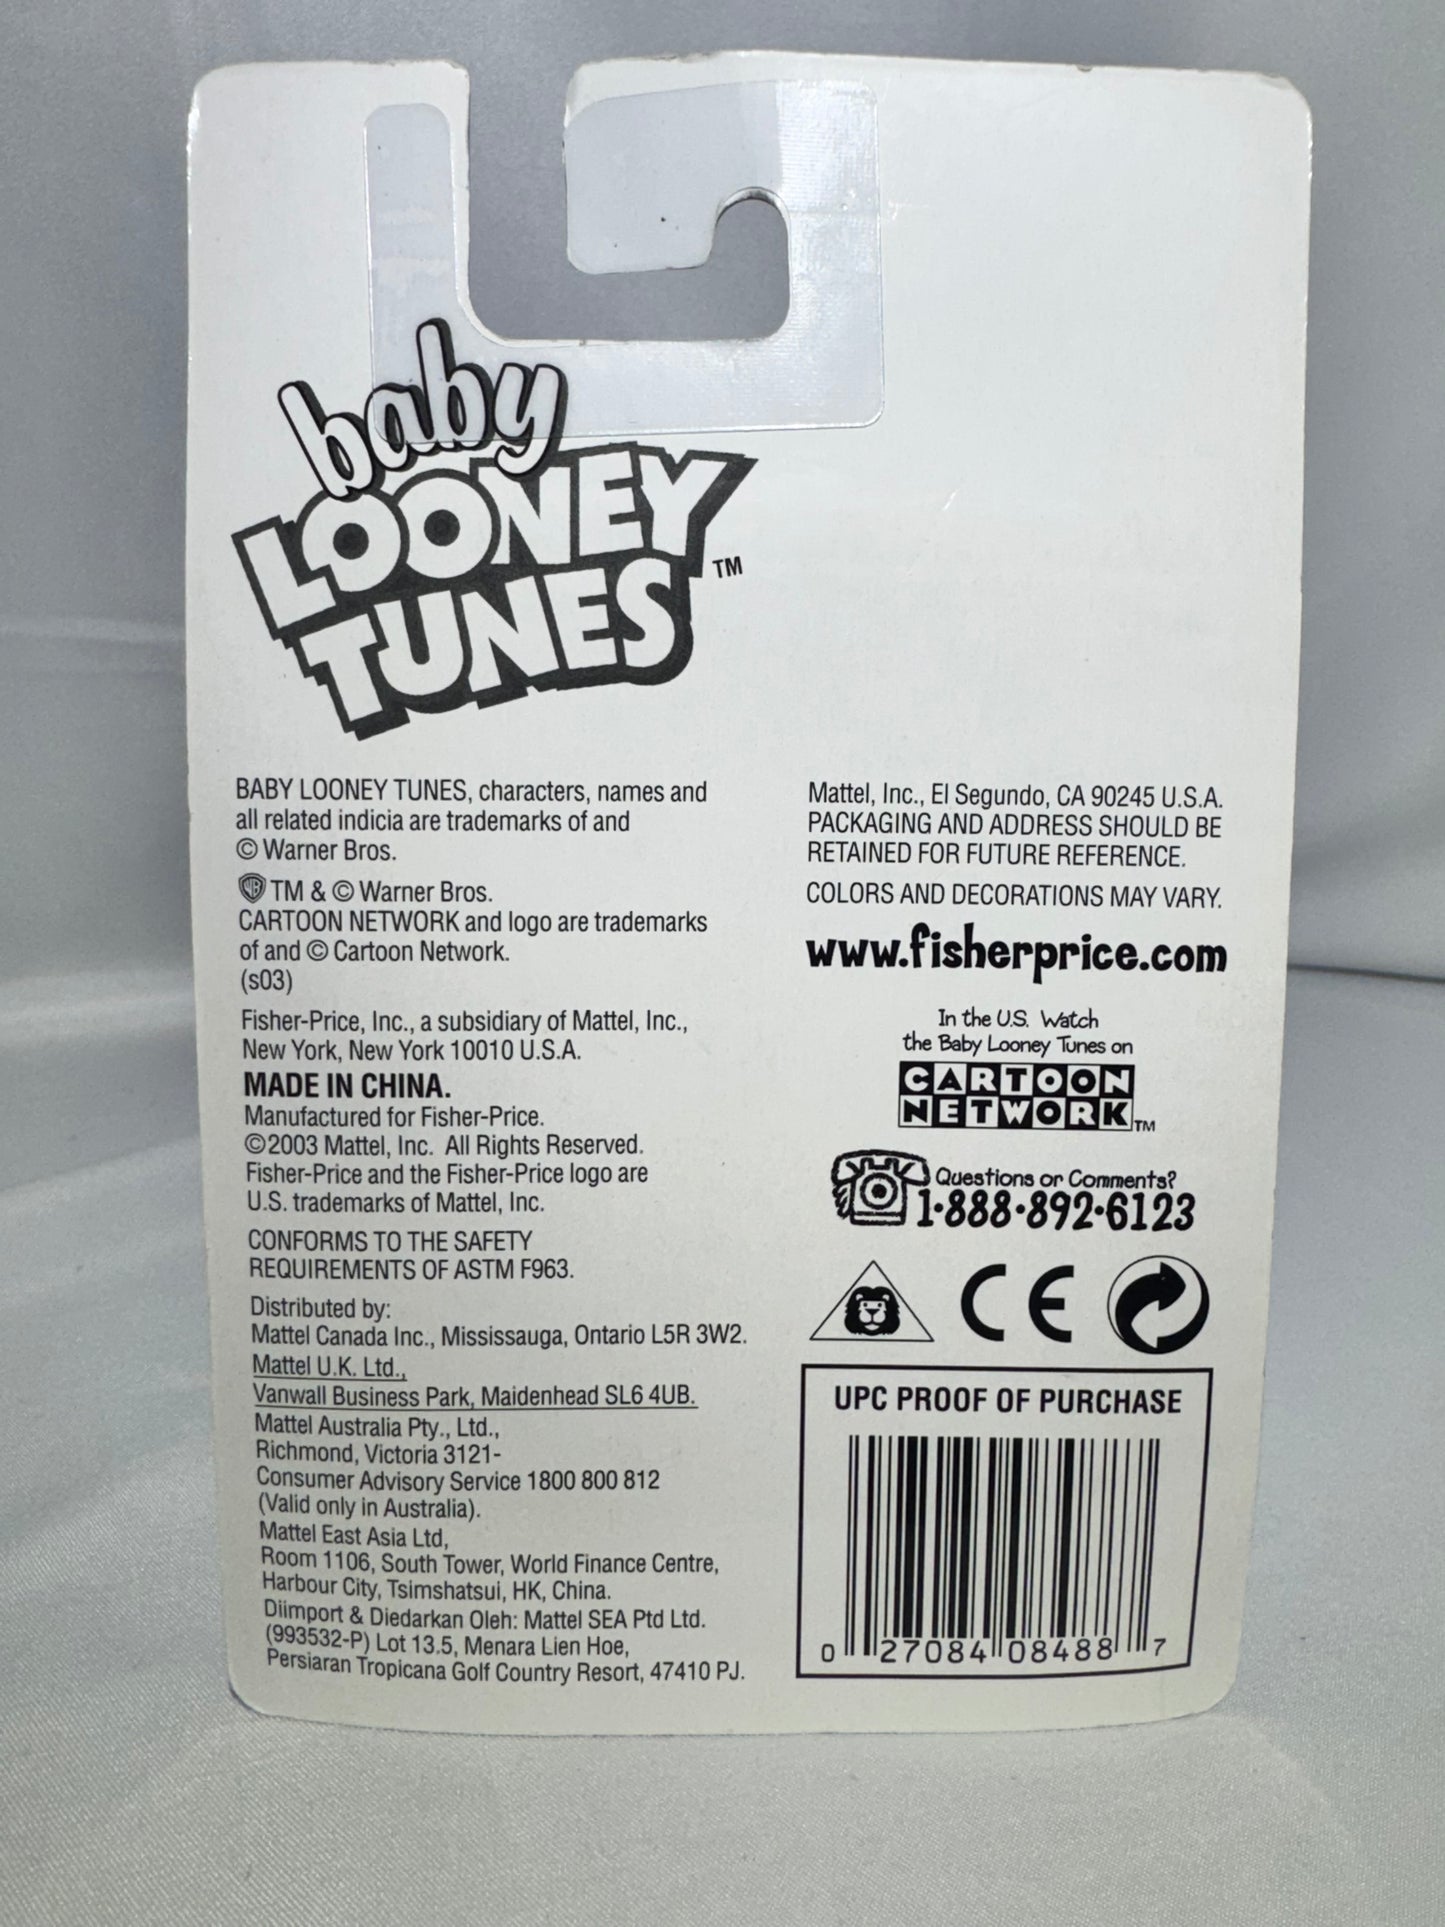 baby
LOONEY
TUNES™
BABY LOONEY TUNES, characters, names and
all related indicia are trademarks of and
© Warner Bros.
WB TM & © Warner Bros.
CARTOON NETWORK and logo are trademarks
of and © Cartoon Network.
(s03)
Fisher-Price, Inc., a subsidiary of Mattel, Inc.,
New York, New York 10010 U.S.A.
MADE IN CHINA.
Manufactured for Fisher-Price.
©2003 Mattel, Inc. All Rights Reserved.
Fisher-Price and the Fisher-Price logo are
U.S. trademarks of Mattel, Inc.
CONFORMS TO THE SAFETY
REQUIREMENTS OF ASTM F963.
Distributed by:
Mattel Canada Inc., Mississauga, Ontario L5R 3W2.
Mattel U.K. Ltd.,
Vanwall Business Park, Maidenhead SL6 4UB.
Mattel Australia Pty., Ltd.,
Richmond, Victoria 3121-
Consumer Advisory Service 1800 800 812
(Valid only in Australia).
Mattel East Asia Ltd,
Room 1106, South Tower, World Finance Centre,
Harbour City, Tsimshatsui, HK, China.
Diimport & Diedarkan Oleh: Mattel SEA Ptd Ltd.
(993532-P) Lot 13.5, Menara Lien Hoe,
Persiaran Tropicana Golf Country Resort, 47410 PJ.
Mattel, Inc., El Segundo, CA 90245 U.S.A.
PACKAGING AND ADDRESS SHOULD BE
RETAINED FOR FUTURE REFERENCE.
COLORS AND DECORATIONS MAY VARY.
www.fisherprice.com
In the U.S. Watch
the Baby Looney Tunes on
CARTOON
NETWORK™
Questions or Comments?
1•888•892•6123
CE
UPC PROOF OF PURCHASE
0 27084 08488 7